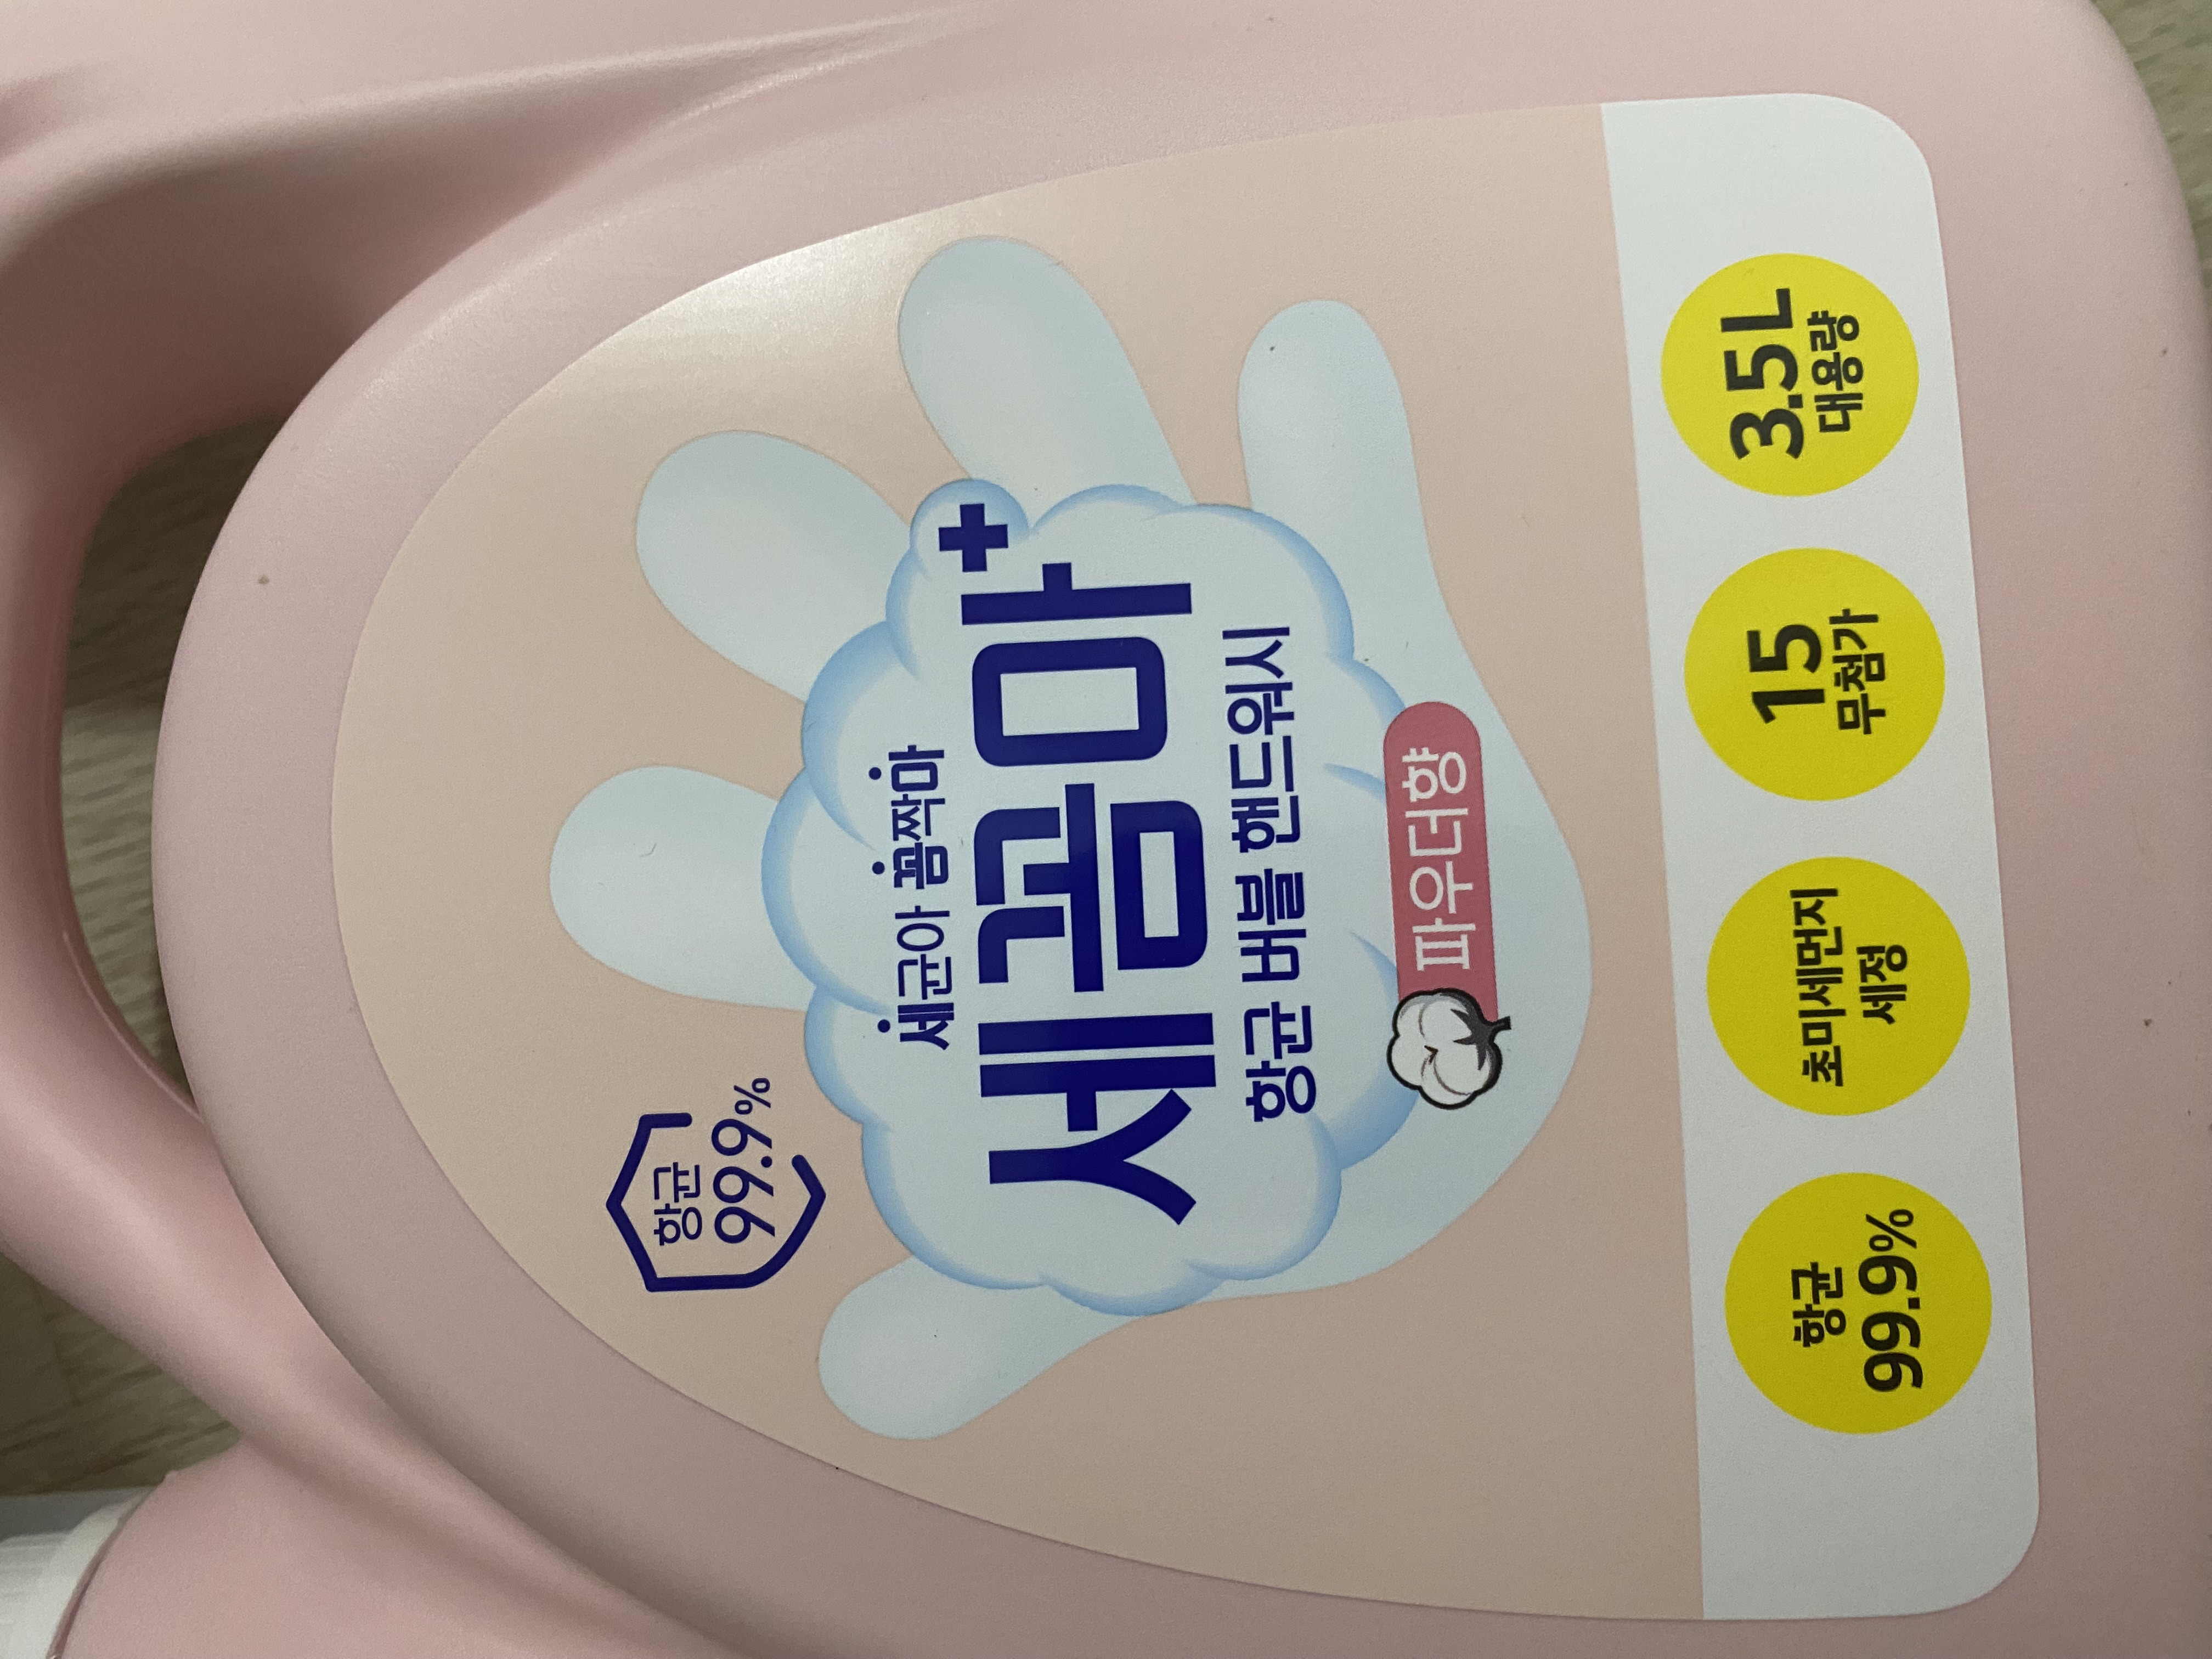 항균
99.9%
세균아 꼼짝마
세꼼마+
항균 버블 핸드워시
파우더향
항균
99.9%
초미세먼지
세정
15
무첨가
3.5L
대용량